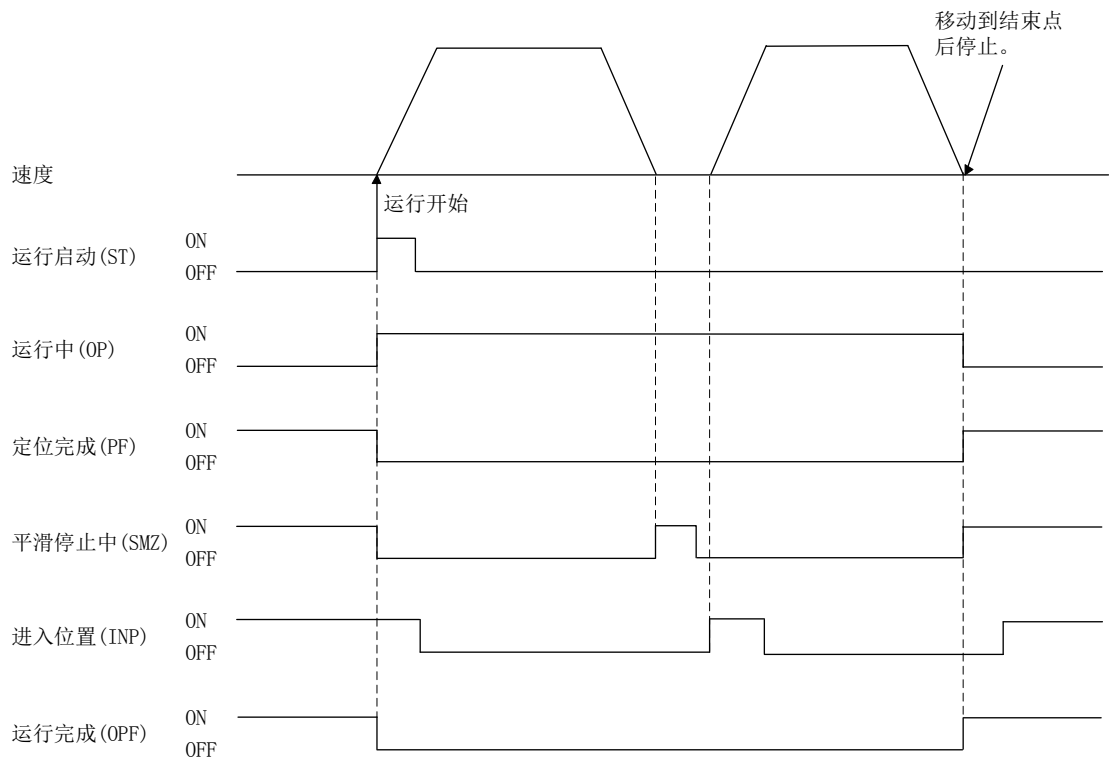 移动到结束点
后停止。
速度
运行开始
运行启动(ST)
ON
OFF
运行中(OP)
ON
OFF
定位完成(PF)
ON
OFF
平滑停止中(SMZ)
ON
OFF
进入位置(INP)
ON
OFF
运行完成(OPF)
ON
OFF